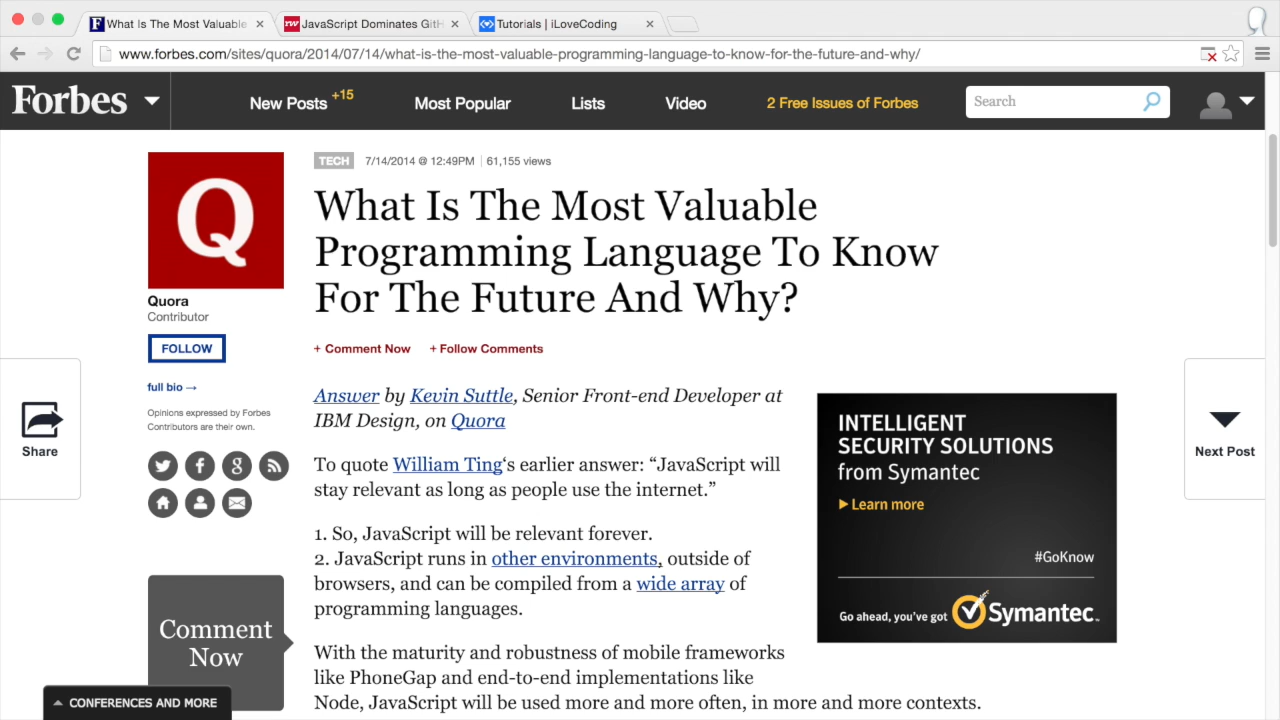 What Is The Most Valuable
JavaScript Dominates GitH
Tutorials | iLoveCoding
www.forbes.com/sites/quora/2014/07/14/what-is-the-most-valuable-programming-language-to-know-for-the-future-and-why/
Forbes
New Posts +15
Most Popular
Lists
Video
2 Free Issues of Forbes
Search
Q
Quora
Contributor
FOLLOW
full bio →
Opinions expressed by Forbes
Contributors are their own.
Share
Comment
Now
CONFERENCES AND MORE
TECH 7/14/2014 @ 12:49PM | 61,155 views
What Is The Most Valuable
Programming Language To Know
For The Future And Why?
+ Comment Now + Follow Comments
Answer by Kevin Suttle, Senior Front-end Developer at
IBM Design, on Quora
To quote William Ting‘s earlier answer: “JavaScript will
stay relevant as long as people use the internet.”
1. So, JavaScript will be relevant forever.
2. JavaScript runs in other environments, outside of
browsers, and can be compiled from a wide array of
programming languages.
With the maturity and robustness of mobile frameworks
like PhoneGap and end-to-end implementations like
Node, JavaScript will be used more and more often, in more and more contexts.
INTELLIGENT
SECURITY SOLUTIONS
from Symantec
Learn more
#GoKnow
Go ahead, you've got Symantec.
Next Post